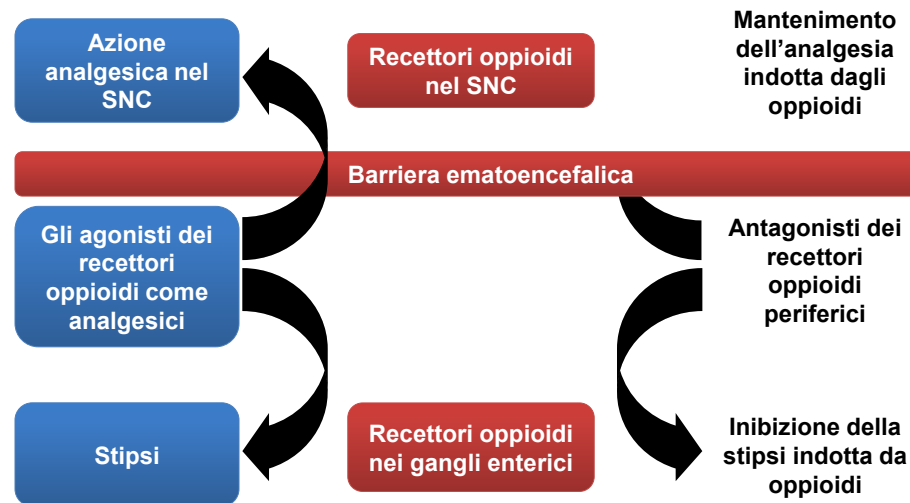 Azione
analgesica nel
SNC
Recettori oppioidi
nel SNC
Mantenimento
dell'analgesia
indotta dagli
oppioidi
Barriera ematoencefalica
Gli agonisti dei
recettori
oppioidi come
analgesici
Antagonisti dei
recettori
oppioidi
periferici
Stipsi
Recettori oppioidi
nei gangli enterici
Inibizione della
stipsi indotta da
oppioidi